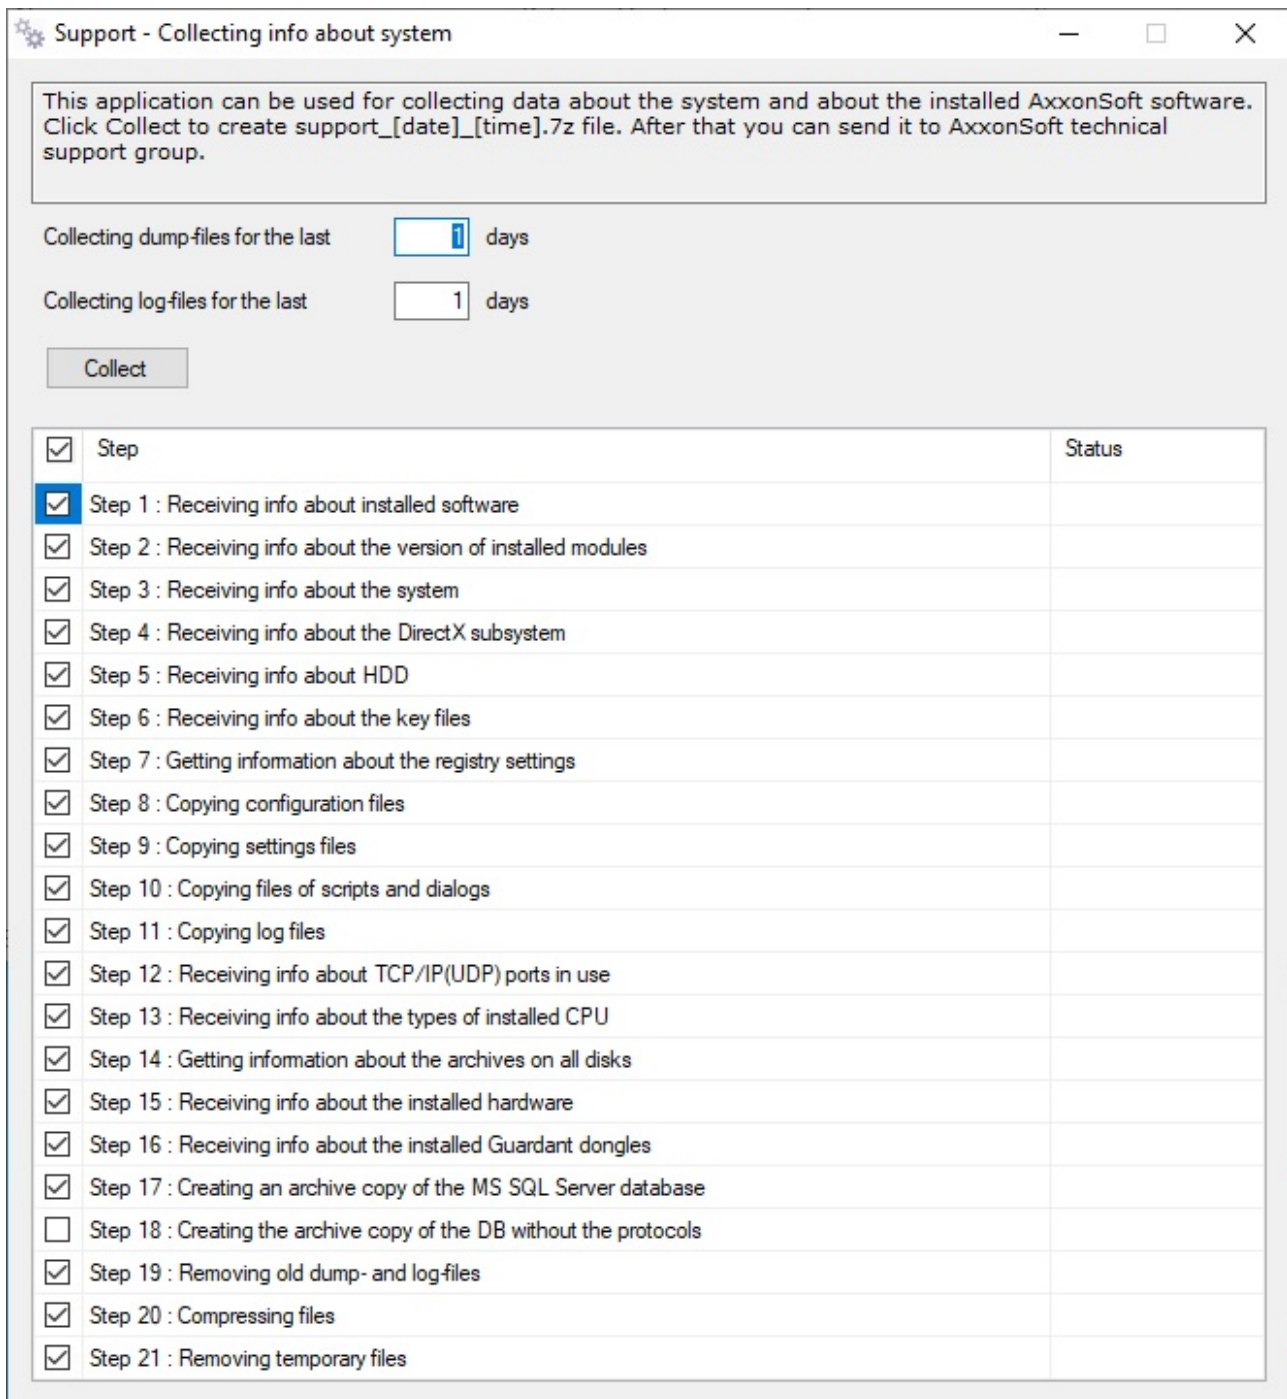 Support - Collecting info about system
This application can be used for collecting data about the system and about the installed AxxonSoft software.
Click Collect to create support_[date]_[time].7z file. After that you can send it to AxxonSoft technical
support group.
Collecting dump-files for the last 1 days
Collecting log-files for the last 1 days
Collect
Step Status
Step 1 : Receiving info about installed software
Step 2 : Receiving info about the version of installed modules
Step 3 : Receiving info about the system
Step 4 : Receiving info about the DirectX subsystem
Step 5 : Receiving info about HDD
Step 6 : Receiving info about the key files
Step 7 : Getting information about the registry settings
Step 8 : Copying configuration files
Step 9 : Copying settings files
Step 10 : Copying files of scripts and dialogs
Step 11 : Copying log files
Step 12 : Receiving info about TCP/IP(UDP) ports in use
Step 13 : Receiving info about the types of installed CPU
Step 14 : Getting information about the archives on all disks
Step 15 : Receiving info about the installed hardware
Step 16 : Receiving info about the installed Guardant dongles
Step 17 : Creating an archive copy of the MS SQL Server database
Step 18 : Creating the archive copy of the DB without the protocols
Step 19 : Removing old dump- and log-files
Step 20 : Compressing files
Step 21 : Removing temporary files